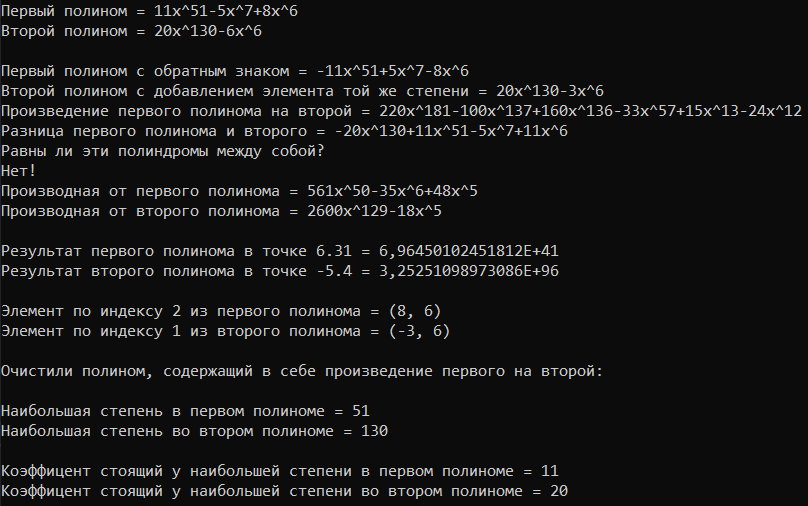 Первый полином = 11x^51-5x^7+8x^6
Второй полином = 20x^130-6x^6
Первый полином с обратным знаком = -11x^51+5x^7-8x^6
Второй полином с добавлением элемента той же степени = 20x^130-3x^6
Произведение первого полинома на второй = 220x^181-100x^137+160x^136-33x^57+15x^13-24x^12
Разница первого полинома и второго = -20x^130+11x^51-5x^7+11x^6
Равны ли эти полиндромы между собой?
Нет!
Производная от первого полинома = 561x^50-35x^6+48x^5
Производная от второго полинома = 2600x^129-18x^5
Результат первого полинома в точке 6.31 = 6,96450102451812E+41
Результат второго полинома в точке -5.4 = 3,25251098973086E+96
Элемент по индексу 2 из первого полинома = (8, 6)
Элемент по индексу 1 из второго полинома = (-3, 6)
Очистили полином, содержащий в себе произведение первого на второй:
Наибольшая степень в первом полиноме = 51
Наибольшая степень во втором полиноме = 130
Коэффицент стоящий у наибольшей степени в первом полиноме = 11
Коэффицент стоящий у наибольшей степени во втором полиноме = 20